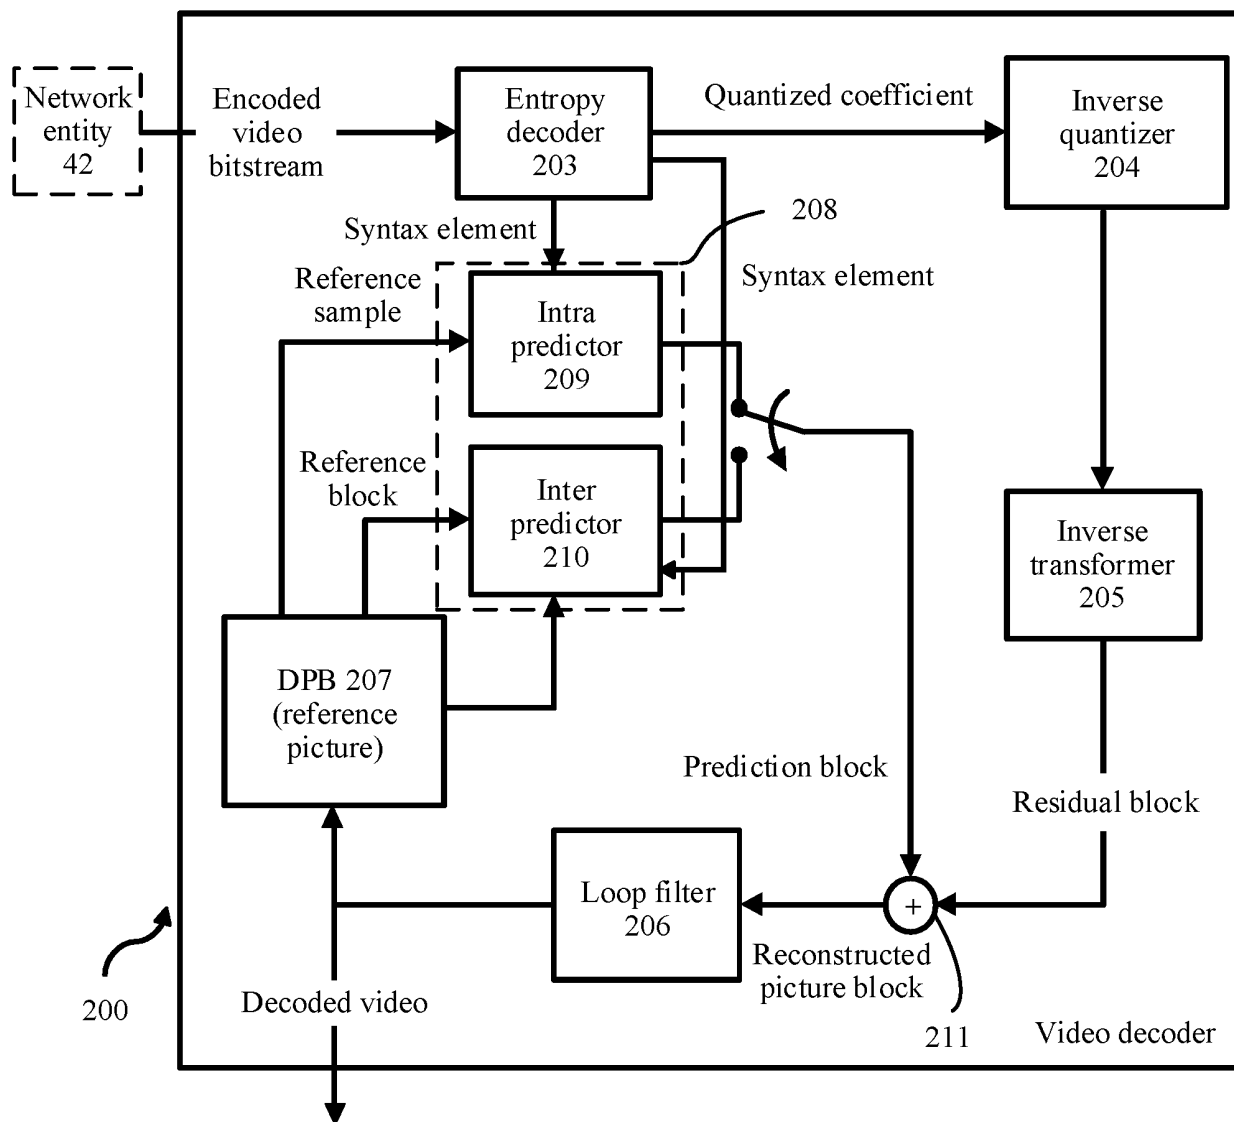 Network
entity
42
Encoded
video
bitstream
Entropy
decoder
203
Quantized coefficient
Inverse
quantizer
204
208
Syntax element
Syntax element
Reference
sample
Intra
predictor
209
Reference
block
Inter
predictor
210
Inverse
transformer
205
DPB 207
(reference
picture)
Prediction block
Residual block
Loop filter
206
+
Reconstructed
picture block
Decoded video
200
211
Video decoder